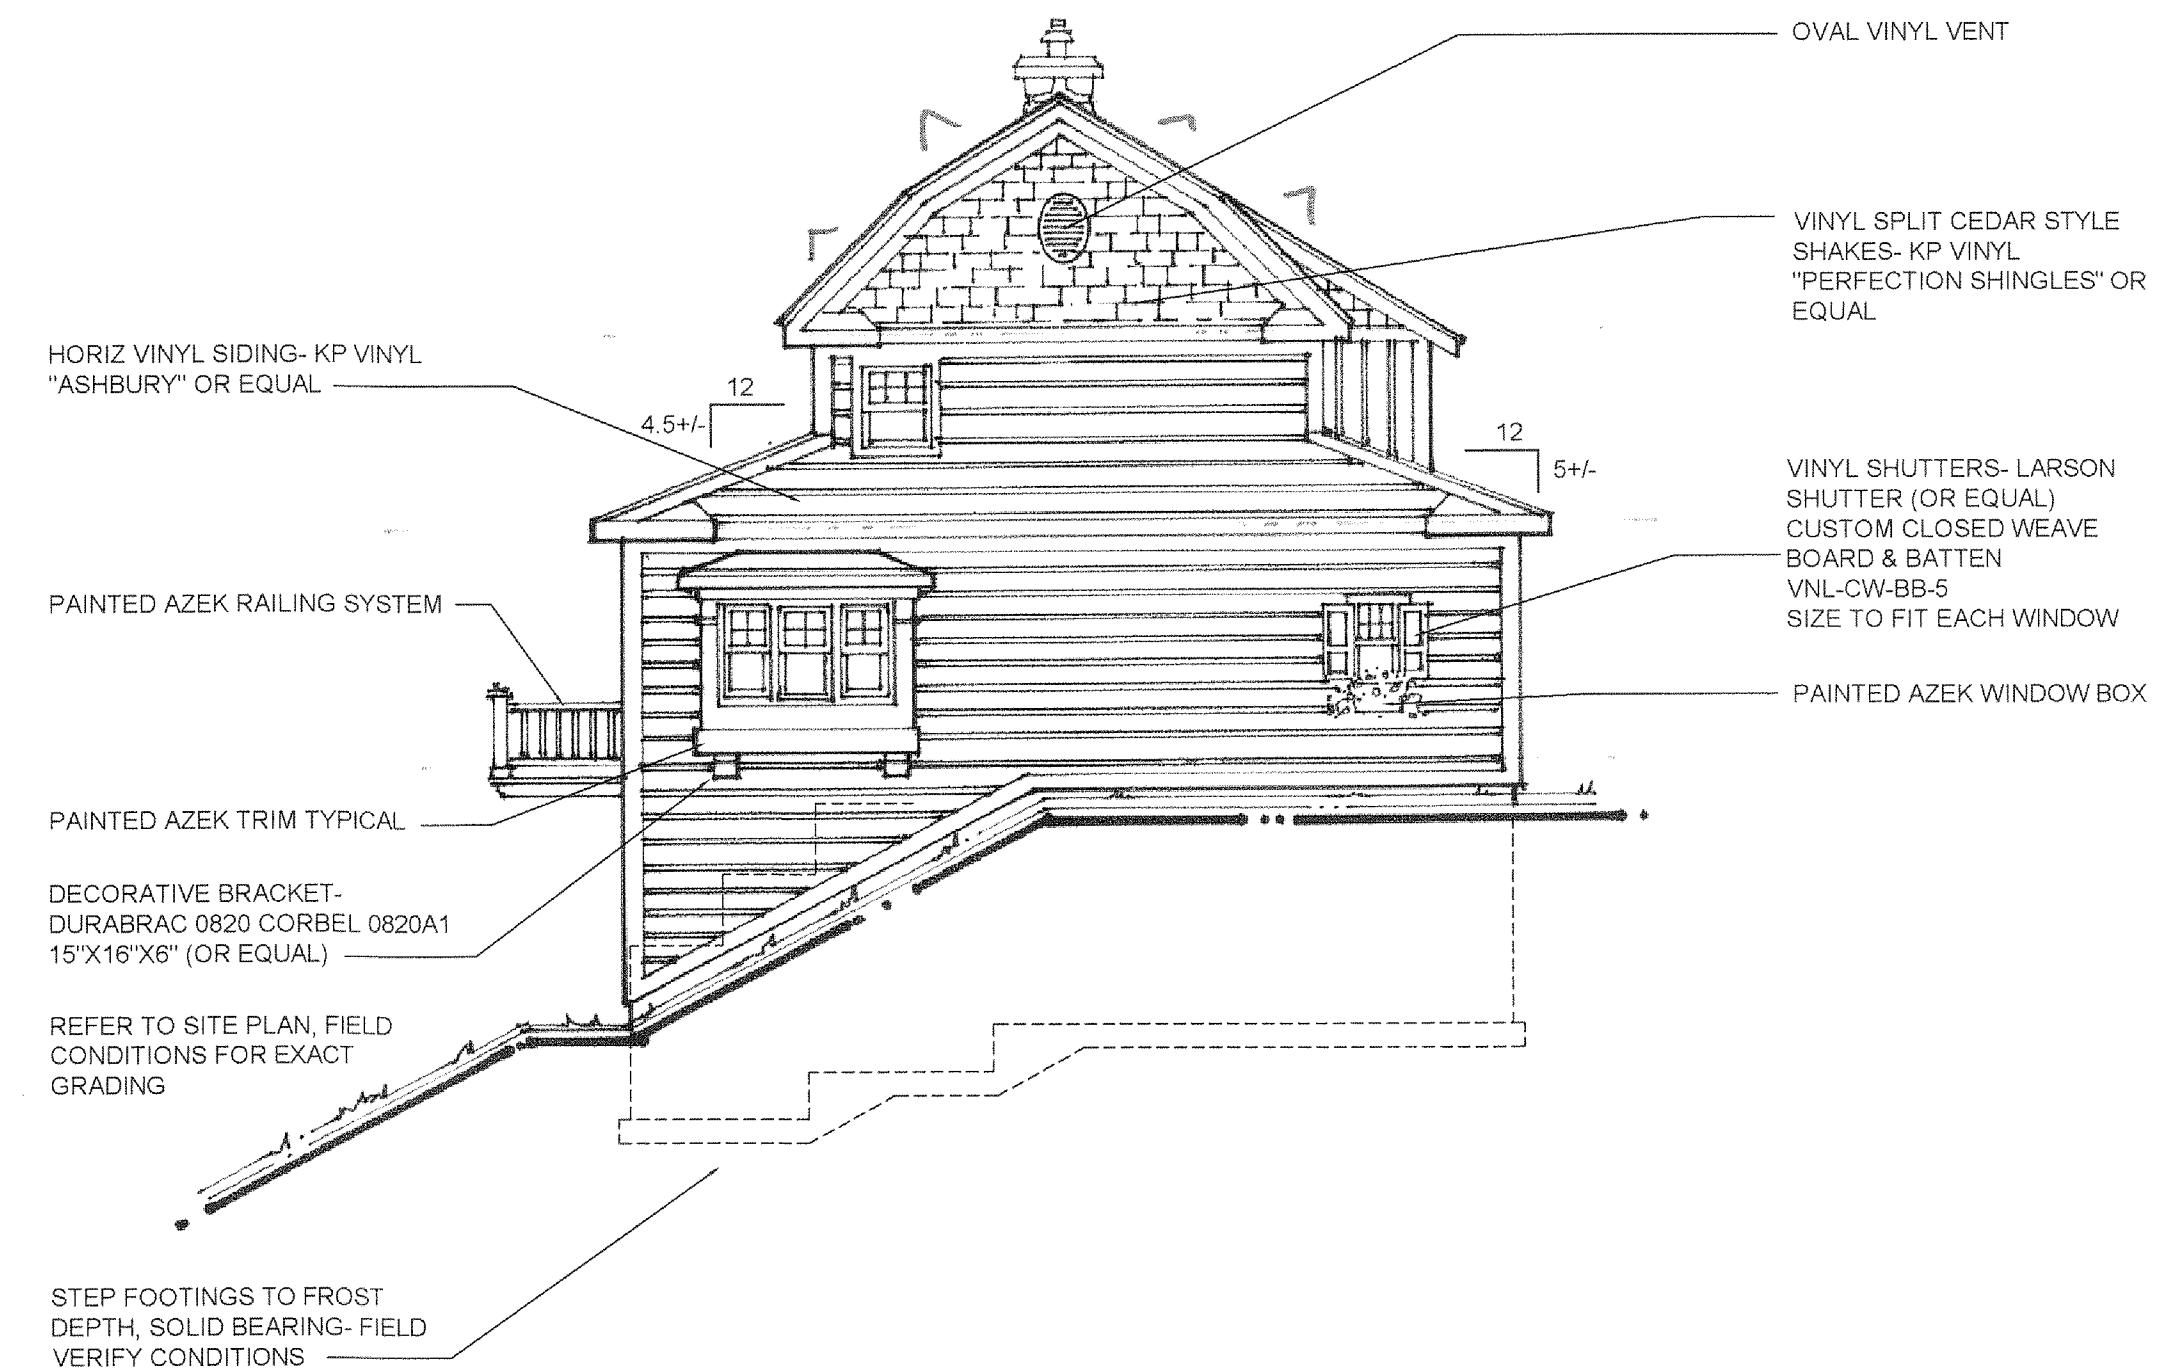 OVAL VINYL VENT
VINYL SPLIT CEDAR STYLE
SHAKES- KP VINYL
"PERFECTION SHINGLES" OR
EQUAL
HORIZ VINYL SIDING- KP VINYL
"ASHBURY" OR EQUAL
12
4.5+/-
12
5+/-
VINYL SHUTTERS- LARSON
SHUTTER (OR EQUAL)
CUSTOM CLOSED WEAVE
BOARD & BATTEN
VNL-CW-BB-5
SIZE TO FIT EACH WINDOW
PAINTED AZEK RAILING SYSTEM
PAINTED AZEK WINDOW BOX
PAINTED AZEK TRIM TYPICAL
DECORATIVE BRACKET-
DURABRAC 0820 CORBEL 0820A1
15"X16"X6" (OR EQUAL)
REFER TO SITE PLAN, FIELD
CONDITIONS FOR EXACT
GRADING
STEP FOOTINGS TO FROST
DEPTH, SOLID BEARING- FIELD
VERIFY CONDITIONS